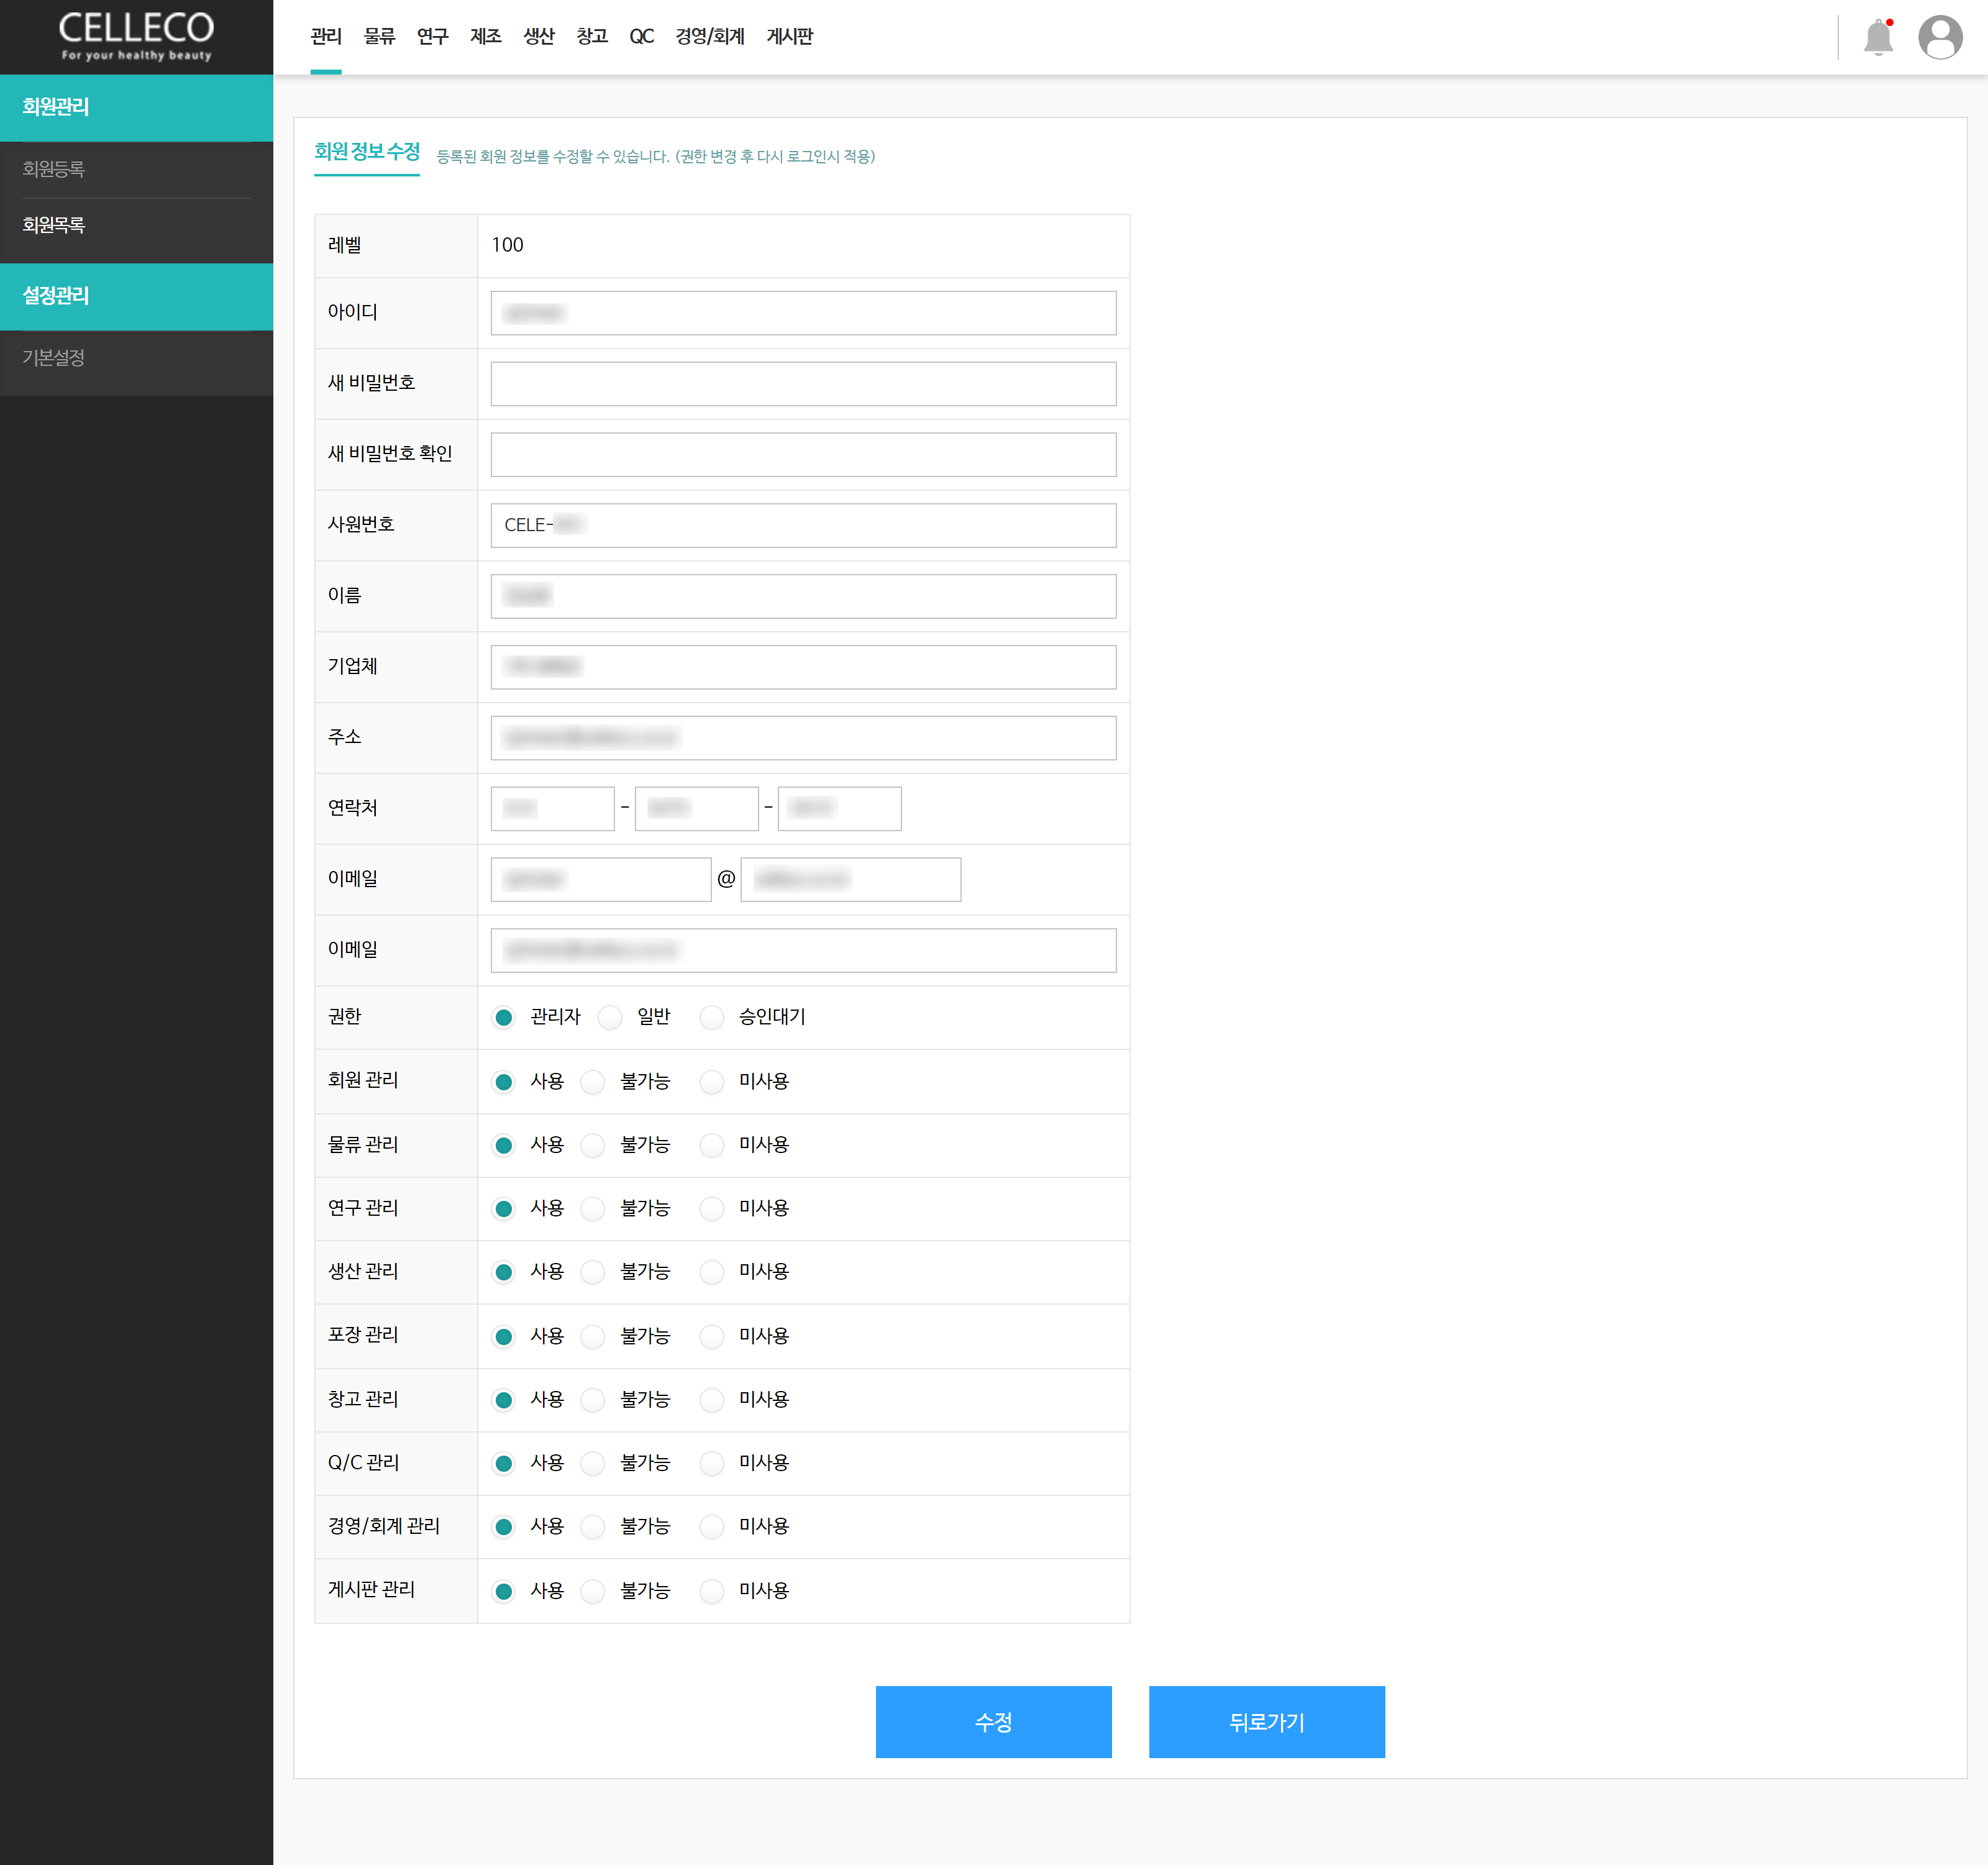 CELLECO
For your healthy beauty
관리 물류 연구 제조 생산 창고 QC 경영/회계 게시판
회원관리
회원등록
회원목록
설정관리
기본설정
회원 정보 수정 등록된 회원 정보를 수정할 수 있습니다. (권한 변경 후 다시 로그인시 적용)
레벨 100
아이디
새 비밀번호
새 비밀번호 확인
사원번호 CELE-
이름
기업체
주소
연락처 - -
이메일 @
이메일
권한 관리자 일반 승인대기
회원 관리 사용 불가능 미사용
물류 관리 사용 불가능 미사용
연구 관리 사용 불가능 미사용
생산 관리 사용 불가능 미사용
포장 관리 사용 불가능 미사용
창고 관리 사용 불가능 미사용
Q/C 관리 사용 불가능 미사용
경영/회계 관리 사용 불가능 미사용
게시판 관리 사용 불가능 미사용
수정 뒤로가기